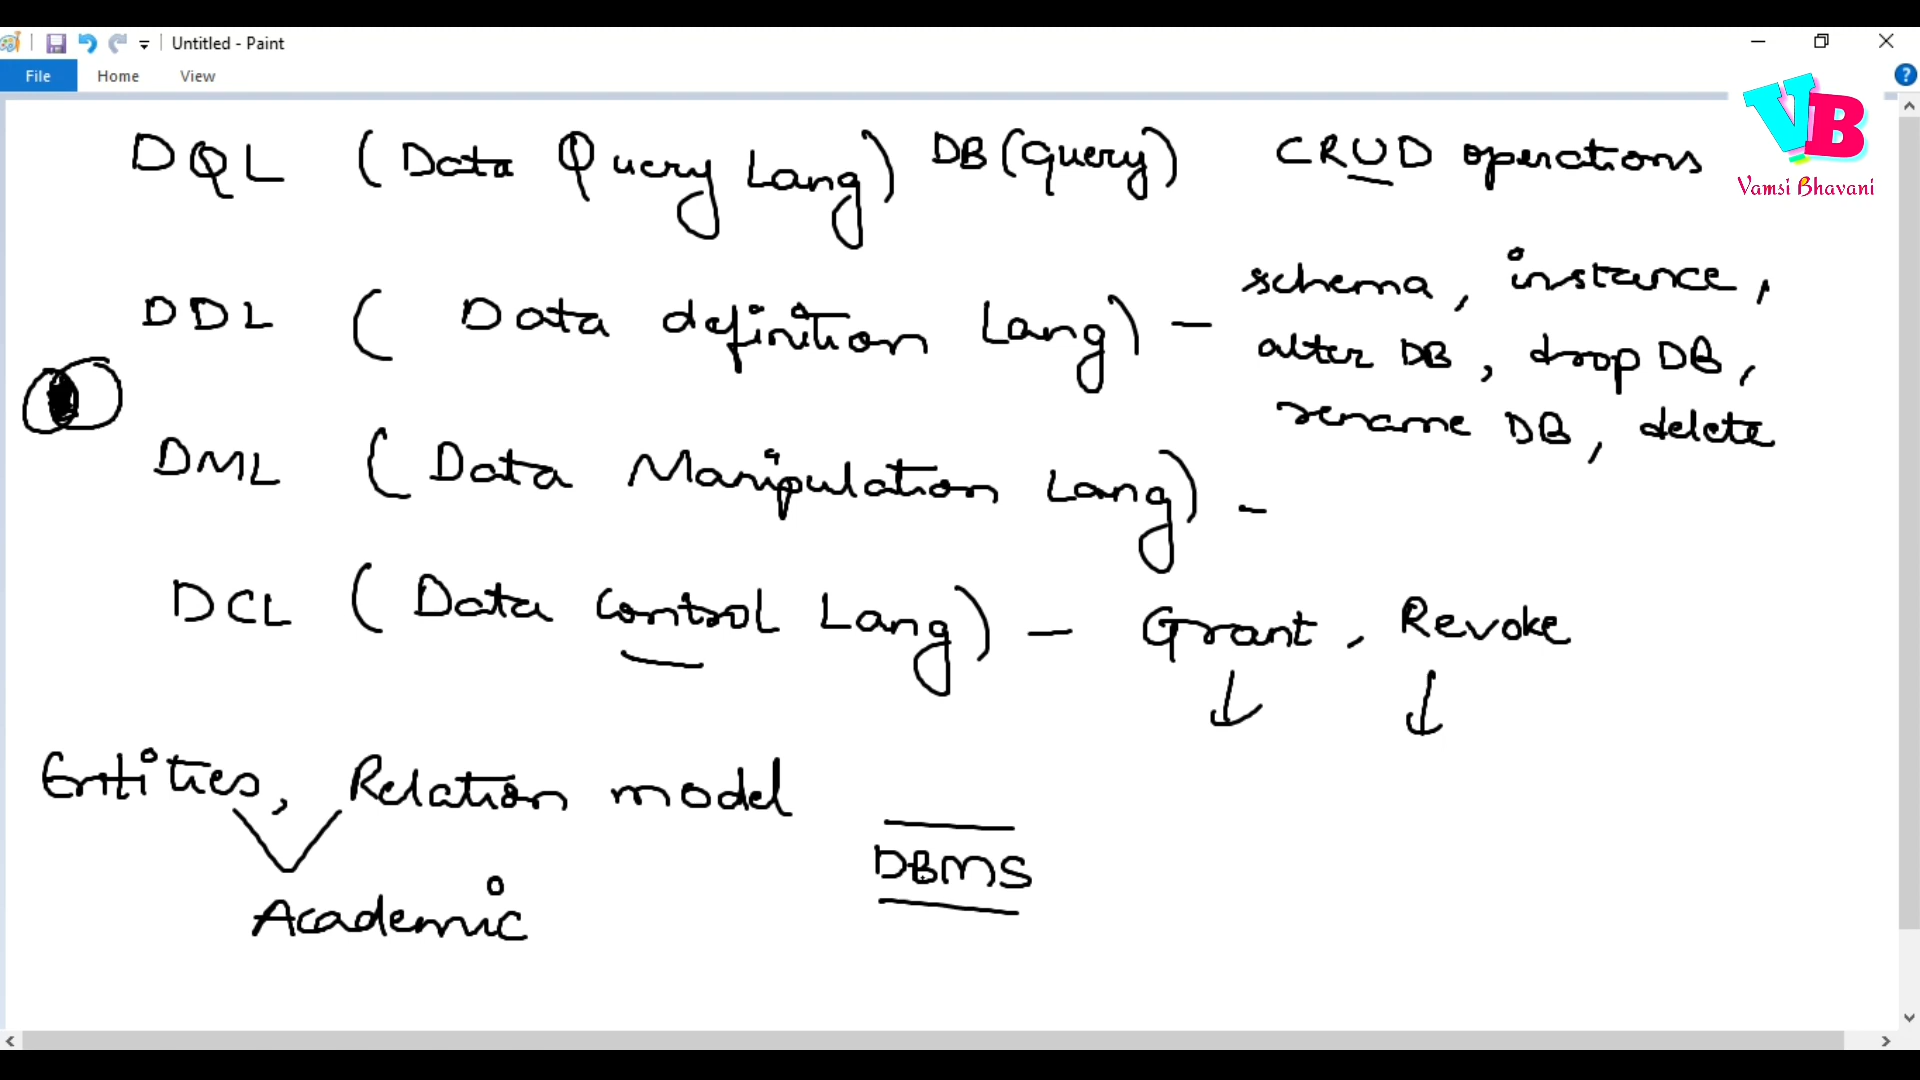 Untitled - Paint
File Home View
VB
Vamsi Bhavani
DQL (Data Query Lang) DB (query) CRUD operations
DDL (Data definition Lang) - schema, instance,
alter DB, drop DB,
rename DB, delete
DML (Data Manipulation Lang) -
DCL (Data Control Lang) - Grant, Revoke
Entities, Relation model
DBMS
Academic